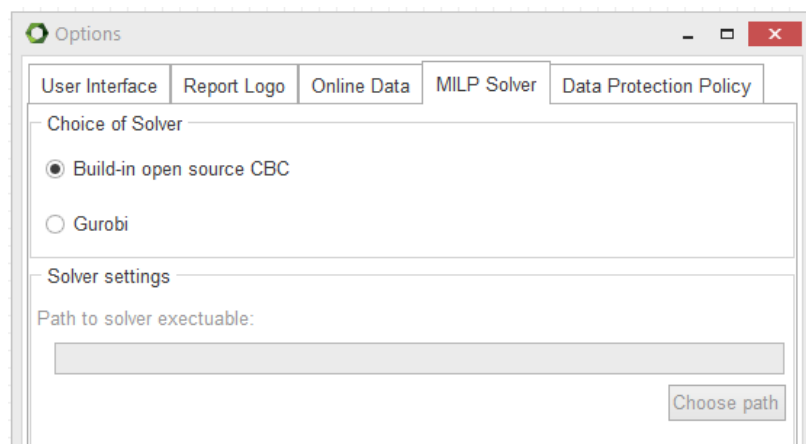 Options
User Interface Report Logo Online Data MILP Solver Data Protection Policy
Choice of Solver
Build-in open source CBC
Gurobi
Solver settings
Path to solver exectuable:
Choose path